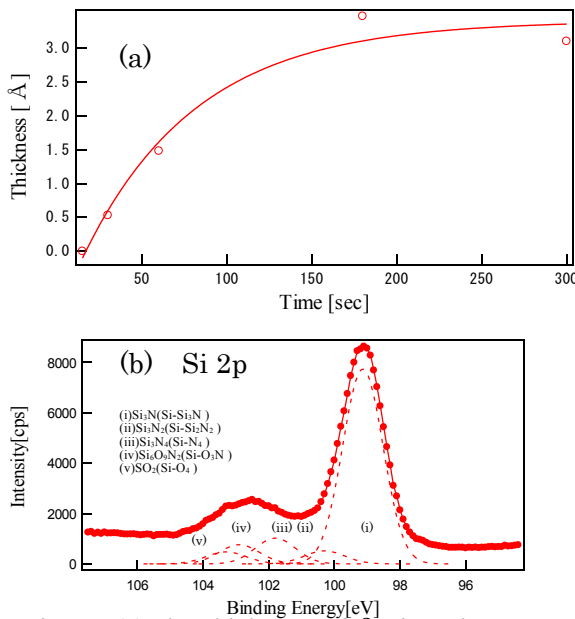 (a)
Thickness [ Å]
3.0
2.5
2.0
1.5
1.0
0.5
0.0
50 100 150 200 250 300
Time [sec]
(b) Si 2p
Intensity[cps]
8000
6000
4000
2000
0
(i)Si₃N(Si-Si₃N )
(ii)Si₃N₂(Si-Si₂N₂ )
(iii)Si₃N₄(Si-N₄ )
(iv)Si₆O₉N₂(Si-O₃N )
(v)SO₂(Si-O₄ )
(v) (iv) (iii) (ii) (i)
106 104 102 100 98 96
Binding Energy[eV]